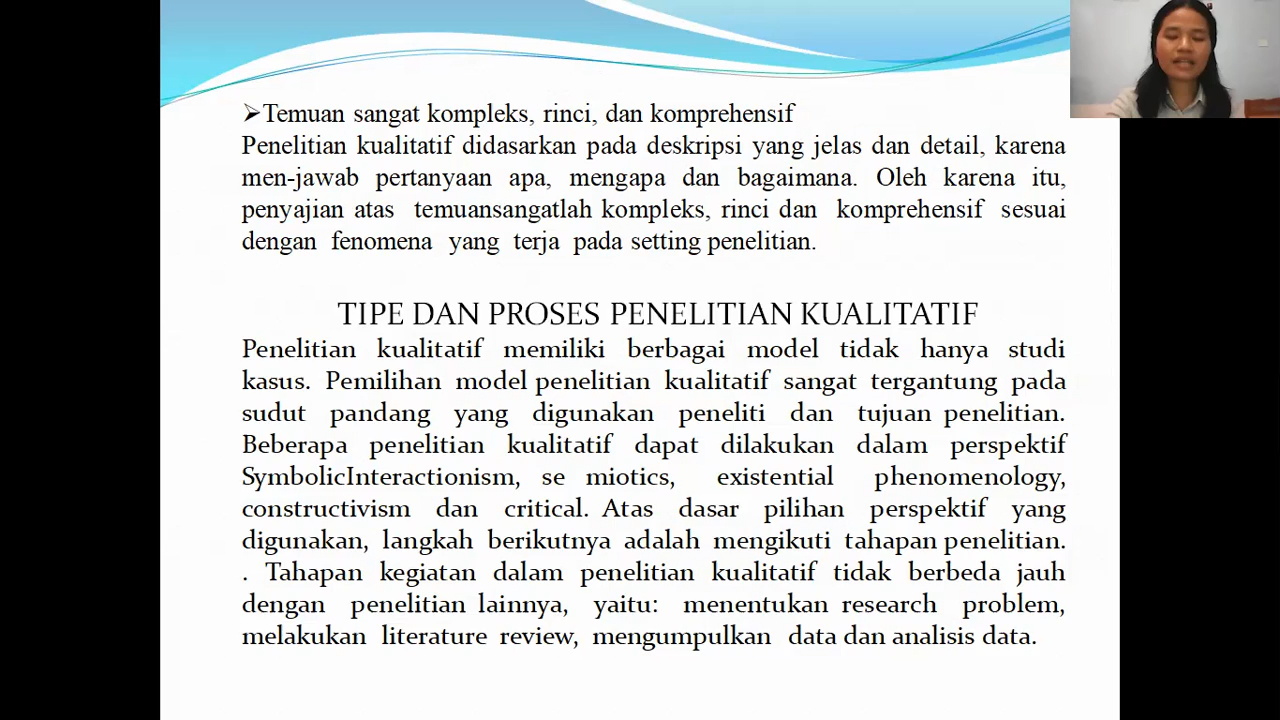 ➢Temuan sangat kompleks, rinci, dan komprehensif
Penelitian kualitatif didasarkan pada deskripsi yang jelas dan detail, karena
men-jawab pertanyaan apa, mengapa dan bagaimana. Oleh karena itu,
penyajian atas temuansangatlah kompleks, rinci dan komprehensif sesuai
dengan fenomena yang terja pada setting penelitian.
TIPE DAN PROSES PENELITIAN KUALITATIF
Penelitian kualitatif memiliki berbagai model tidak hanya studi
kasus. Pemilihan model penelitian kualitatif sangat tergantung pada
sudut pandang yang digunakan peneliti dan tujuan penelitian.
Beberapa penelitian kualitatif dapat dilakukan dalam perspektif
SymbolicInteractionism, se miotics, existential phenomenology,
constructivism dan critical. Atas dasar pilihan perspektif yang
digunakan, langkah berikutnya adalah mengikuti tahapan penelitian.
. Tahapan kegiatan dalam penelitian kualitatif tidak berbeda jauh
dengan penelitian lainnya, yaitu: menentukan research problem,
melakukan literature review, mengumpulkan data dan analisis data.